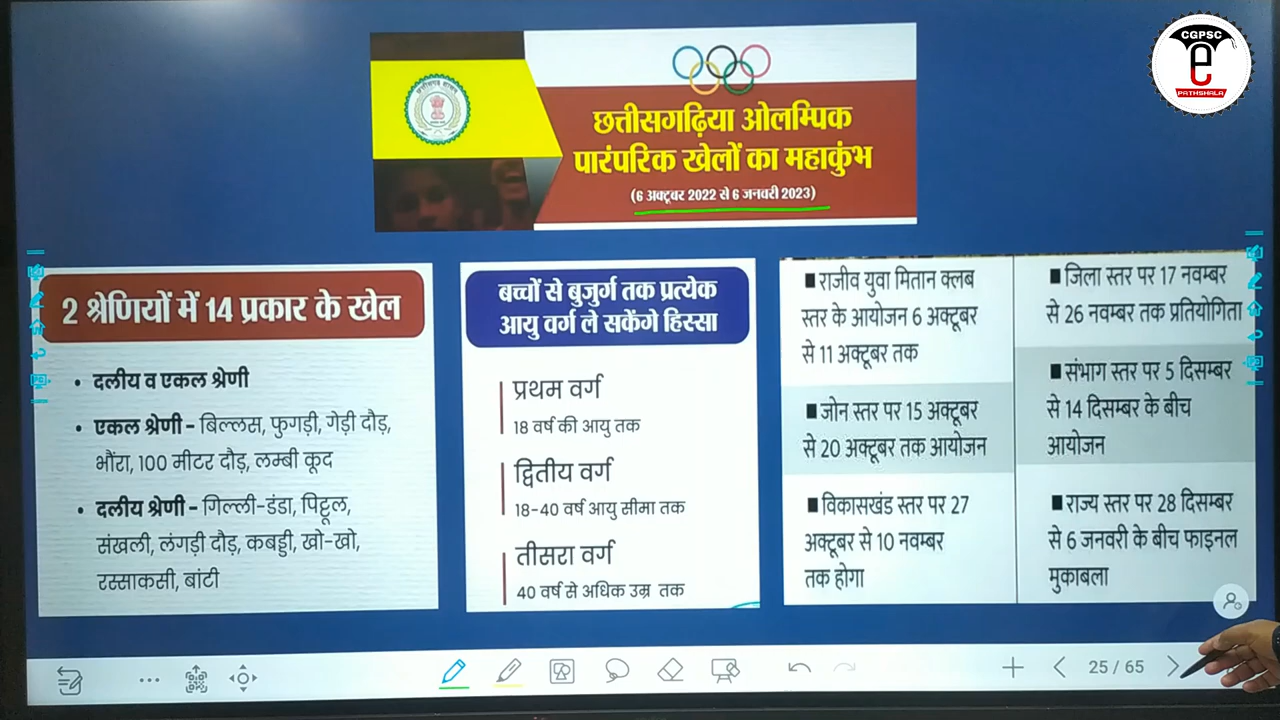 CGPSC
e
PATHSHALA
छत्तीसगढ़िया ओलम्पिक
पारंपरिक खेलों का महाकुंभ
(6 अक्टूबर 2022 से 6 जनवरी 2023)
2 श्रेणियों में 14 प्रकार के खेल
• दलीय व एकल श्रेणी
• एकल श्रेणी - बिल्लस, फुगड़ी, गेड़ी दौड़,
भौंरा, 100 मीटर दौड़, लम्बी कूद
• दलीय श्रेणी - गिल्ली-डंडा, पिट्टूल,
संखली, लंगड़ी दौड़, कबड्डी, खो-खो,
रस्साकसी, बांटी
बच्चों से बुजुर्ग तक प्रत्येक
आयु वर्ग ले सकेंगे हिस्सा
प्रथम वर्ग
18 वर्ष की आयु तक
द्वितीय वर्ग
18-40 वर्ष आयु सीमा तक
तीसरा वर्ग
40 वर्ष से अधिक उम्र तक
■ राजीव युवा मितान क्लब
स्तर के आयोजन 6 अक्टूबर
से 11 अक्टूबर तक
■ जोन स्तर पर 15 अक्टूबर
से 20 अक्टूबर तक आयोजन
■ विकासखंड स्तर पर 27
अक्टूबर से 10 नवम्बर
तक होगा
■ जिला स्तर पर 17 नवम्बर
से 26 नवम्बर तक प्रतियोगिता
■ संभाग स्तर पर 5 दिसम्बर
से 14 दिसम्बर के बीच
आयोजन
■ राज्य स्तर पर 28 दिसम्बर
से 6 जनवरी के बीच फाइनल
मुकाबला
25 / 65